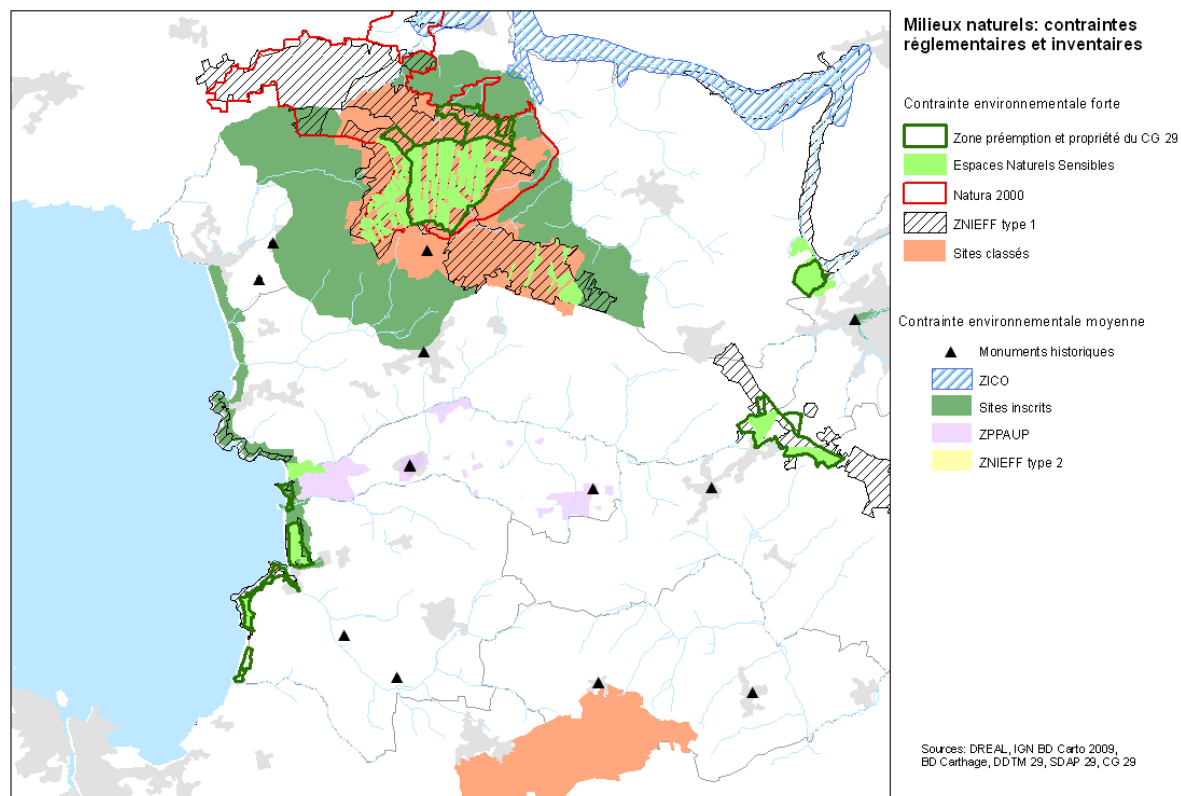 Milieux naturels: contraintes
réglementaires et inventaires
Contrainte environnementale forte
Zone préemption et propriété du CG 29
Espaces Naturels Sensibles
Natura 2000
ZNIEFF type 1
Sites classés
Contrainte environnementale moyenne
Monuments historiques
ZICO
Sites inscrits
ZPPAUP
ZNIEFF type 2
Sources: DREAL, IGN BD Carto 2009,
BD Carthage, DDTM 29, SDAP 29, CG 29